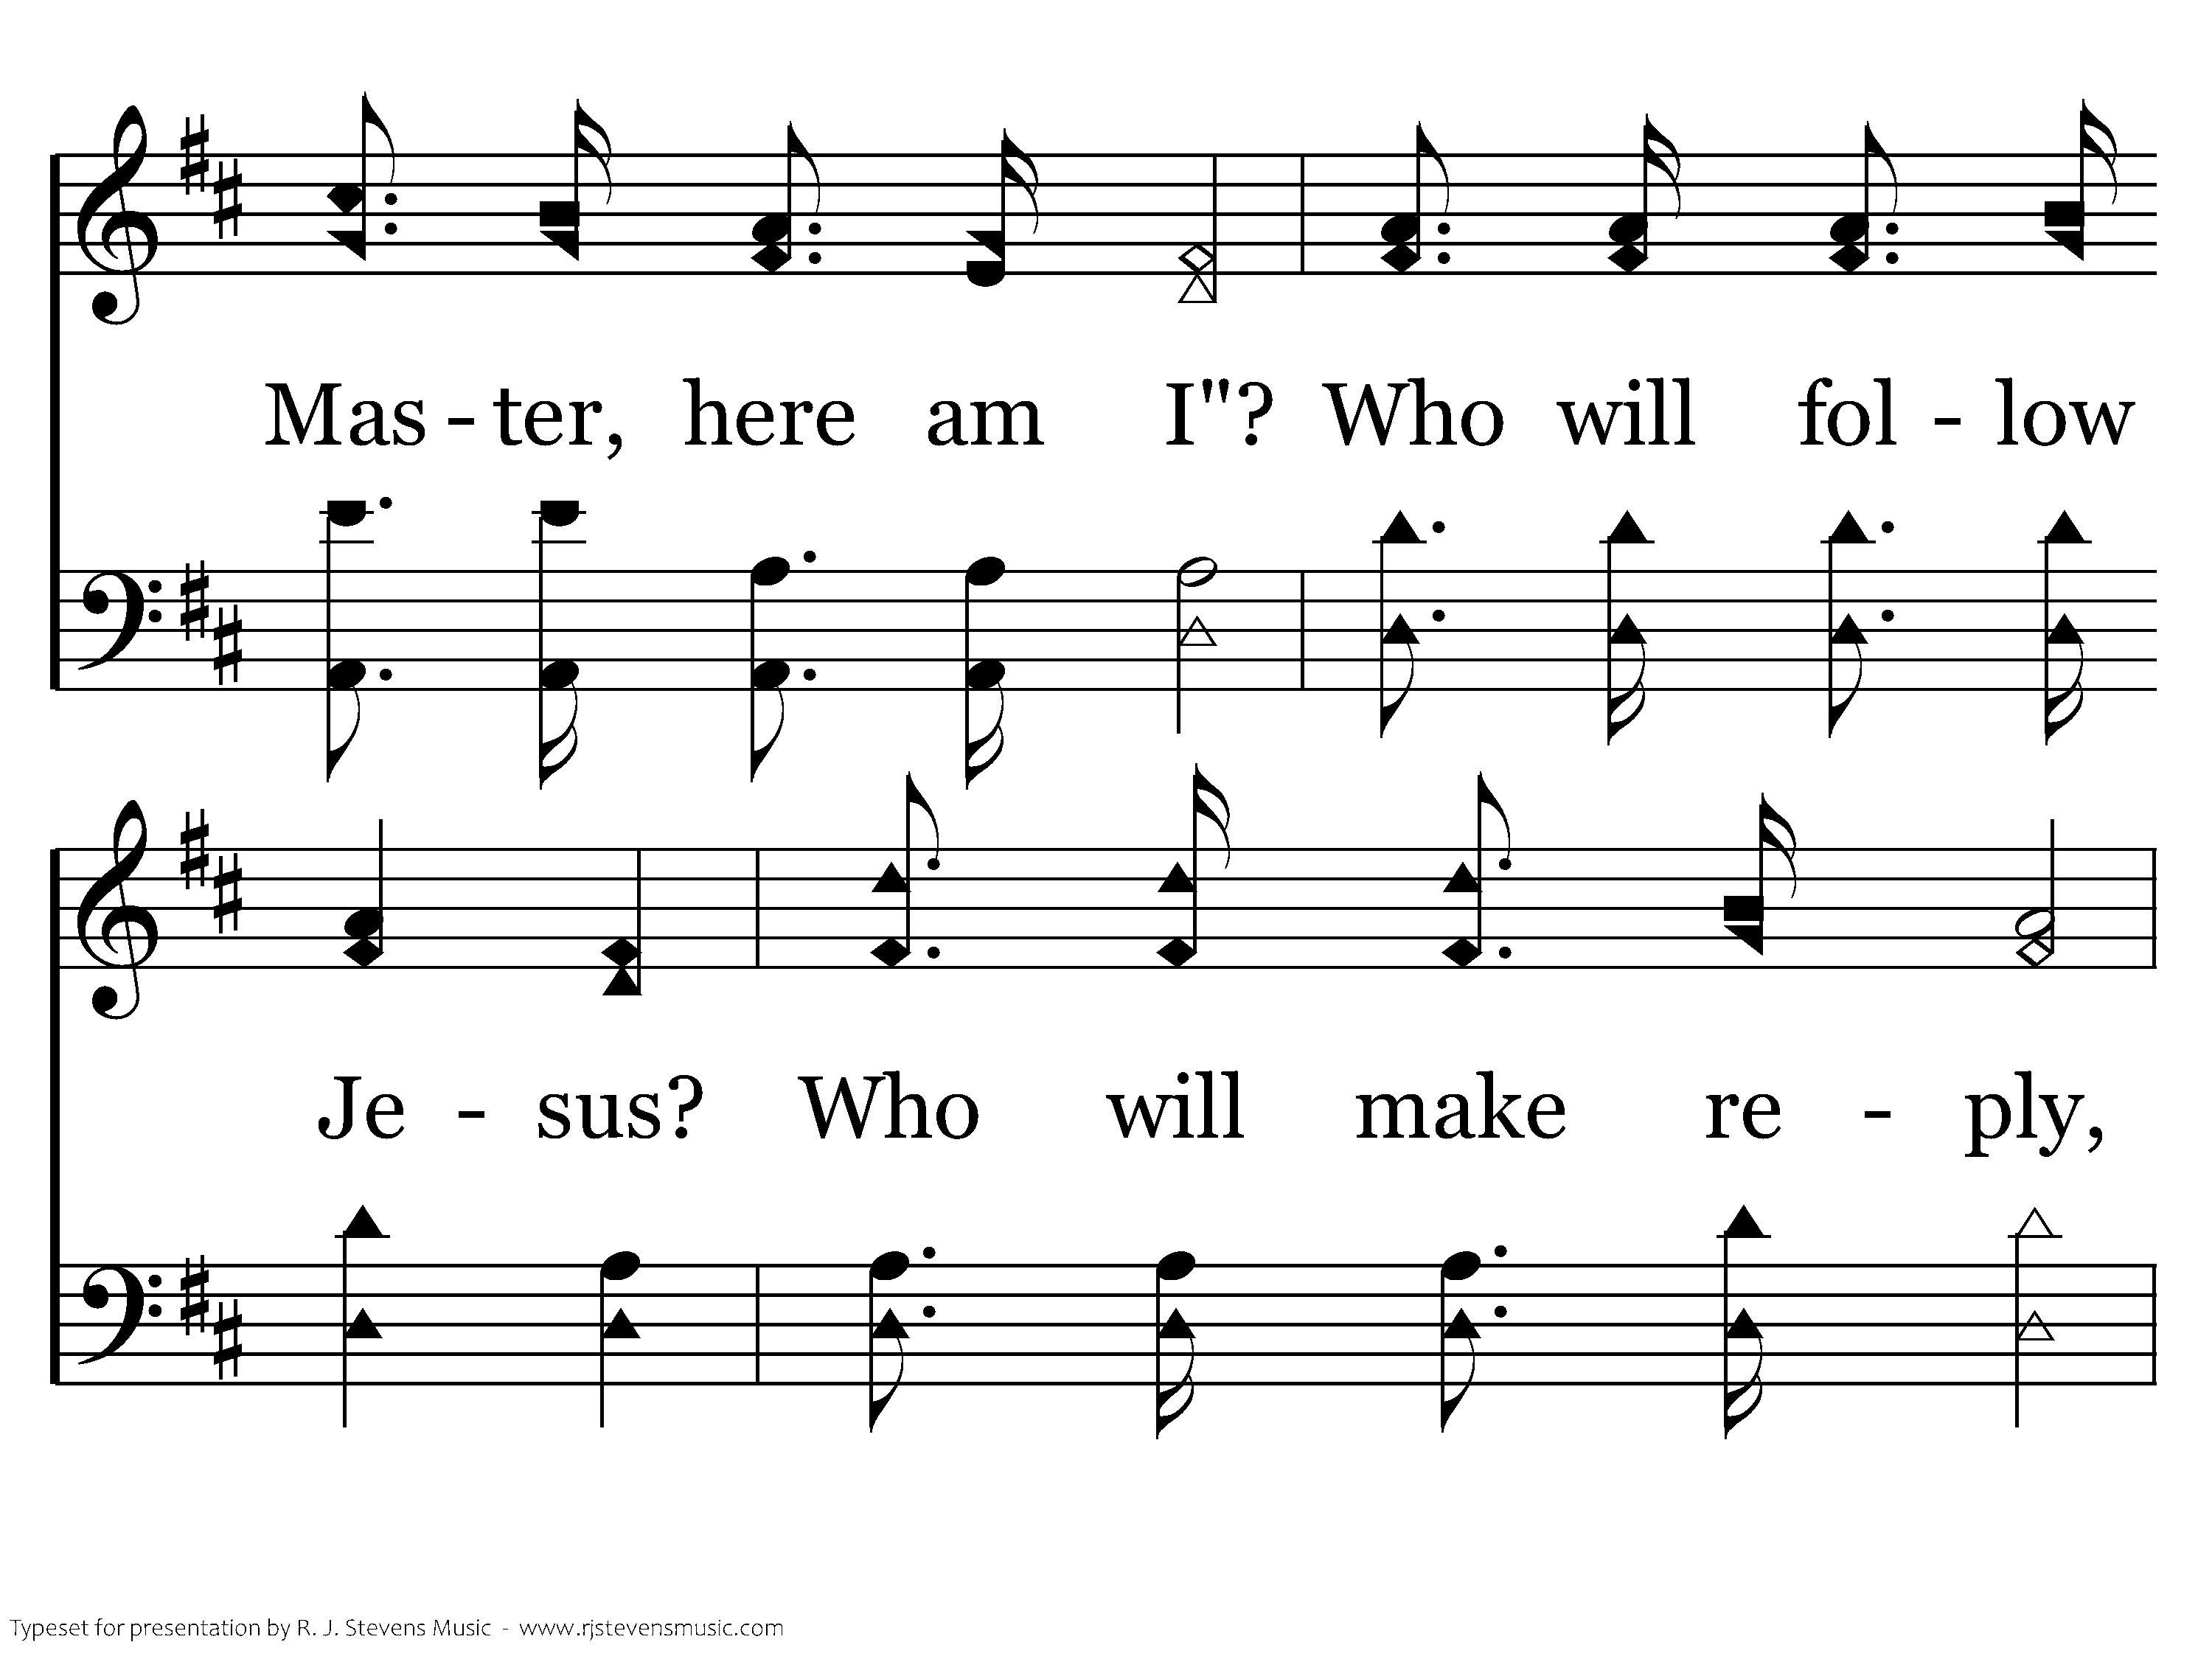 Mas - ter, here am I"? Who will fol - low
Je - sus? Who will make re - ply,
Typeset for presentation by R. J. Stevens Music - www.rjstevensmusic.com